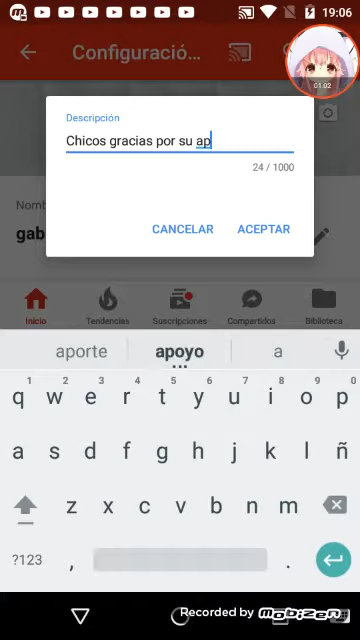 19:06
Configuració...
01:02
Descripción
Chicos gracias por su ap
24 / 1000
CANCELAR ACEPTAR
Nomb
gab
Inicio Tendencias Suscripciones Compartidos Biblioteca
aporte apoyo a
1 2 3 4 5 6 7 8 9 0
q w e r t y u i o p
a s d f g h j k l ñ
z x c v b n m
?123 , .
Recorded by mobizen